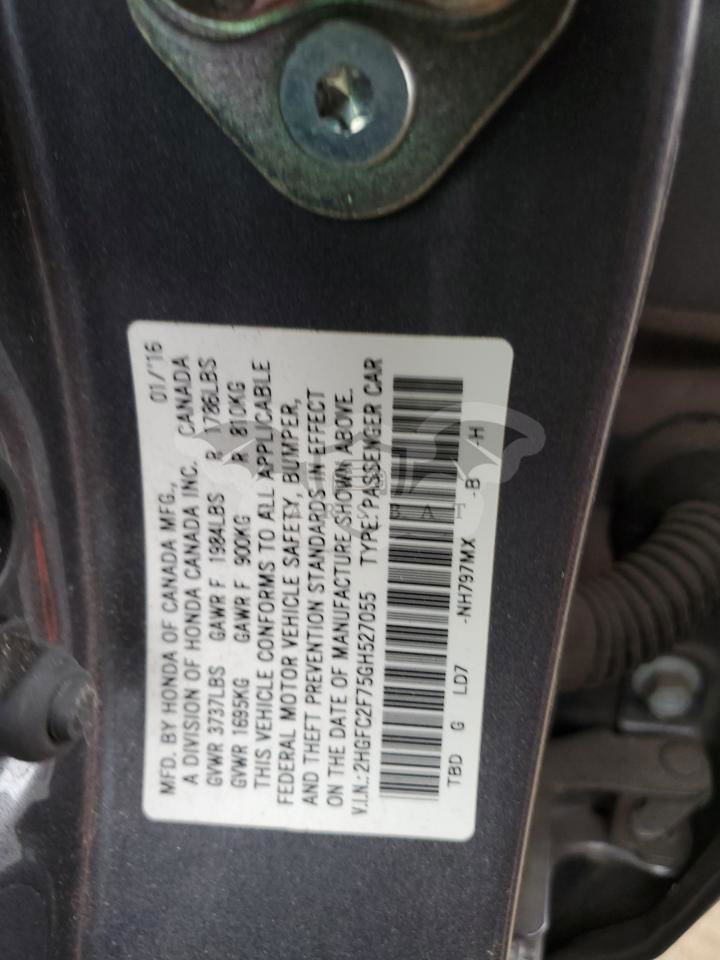 MFD. BY HONDA OF CANADA MFG., 01/'16
A DIVISION OF HONDA CANADA INC. CANADA
GVWR 3737LBS GAWR F 1984LBS R 1786LBS
GVWR 1695KG GAWR F 900KG R 810KG
THIS VEHICLE CONFORMS TO ALL APPLICABLE
FEDERAL MOTOR VEHICLE SAFETY, BUMPER,
AND THEFT PREVENTION STANDARDS IN EFFECT
ON THE DATE OF MANUFACTURE SHOWN ABOVE.
V.I.N.: 2HGFC2F75GH527055 TYPE: PASSENGER CAR
TBD G LD7 -NH797MX -B -H